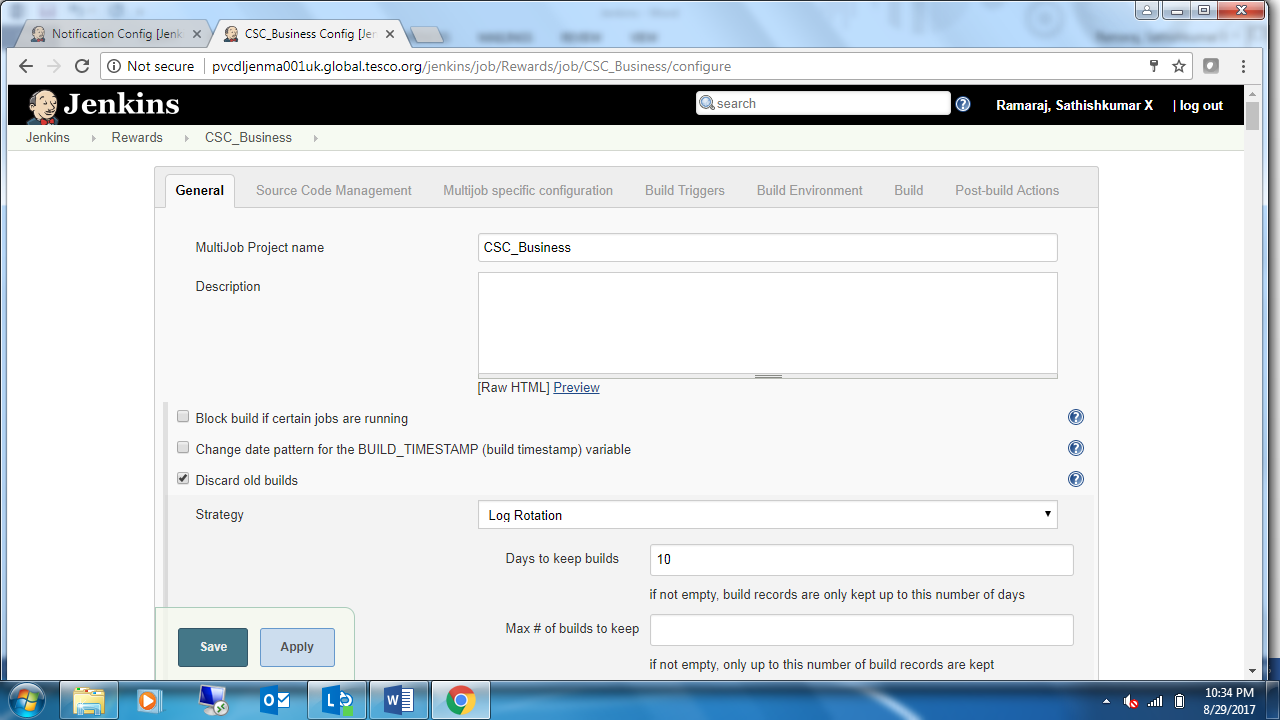 Notification Config [Jenk
CSC_Business Config [Jen
Not secure
pvcdljenma001uk.global.tesco.org/jenkins/job/Rewards/job/CSC_Business/configure
Jenkins
search
Ramaraj, Sathishkumar X
| log out
Jenkins
Rewards
CSC_Business
General
Source Code Management
Multijob specific configuration
Build Triggers
Build Environment
Build
Post-build Actions
MultiJob Project name
CSC_Business
Description
[Raw HTML] Preview
Block build if certain jobs are running
Change date pattern for the BUILD_TIMESTAMP (build timestamp) variable
Discard old builds
Strategy
Log Rotation
Days to keep builds
10
if not empty, build records are only kept up to this number of days
Max # of builds to keep
if not empty, only up to this number of build records are kept
Save
Apply
10:34 PM
8/29/2017